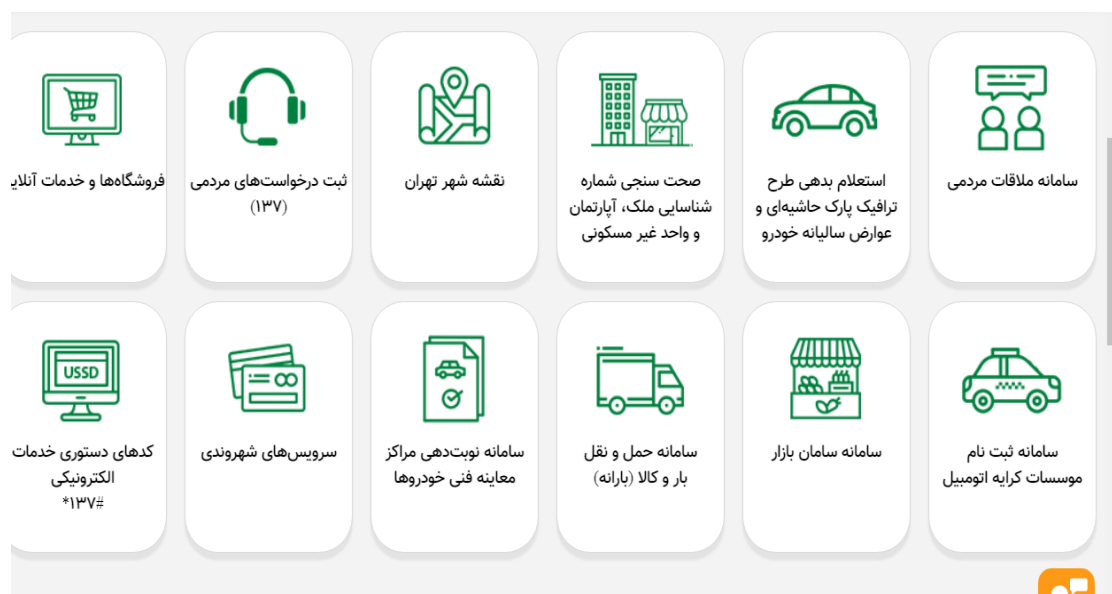 سامانه ملاقات مردمی
استعلام بدهی طرح
ترافیک پارک حاشیه‌ای و
عوارض سالیانه خودرو
صحت سنجی شماره
شناسایی ملک، آپارتمان
و واحد غیر مسکونی
نقشه شهر تهران
ثبت درخواست‌های مردمی
(۱۳۷)
فروشگاه‌ها و خدمات آنلای
سامانه ثبت نام
موسسات کرایه اتومبیل
سامانه سامان بازار
سامانه حمل و نقل
بار و کالا (بارانه)
سامانه نوبت‌دهی مراکز
معاینه فنی خودروها
سرویس‌های شهروندی
USSD
کدهای دستوری خدمات
الکترونیکی
#۱۳۷*